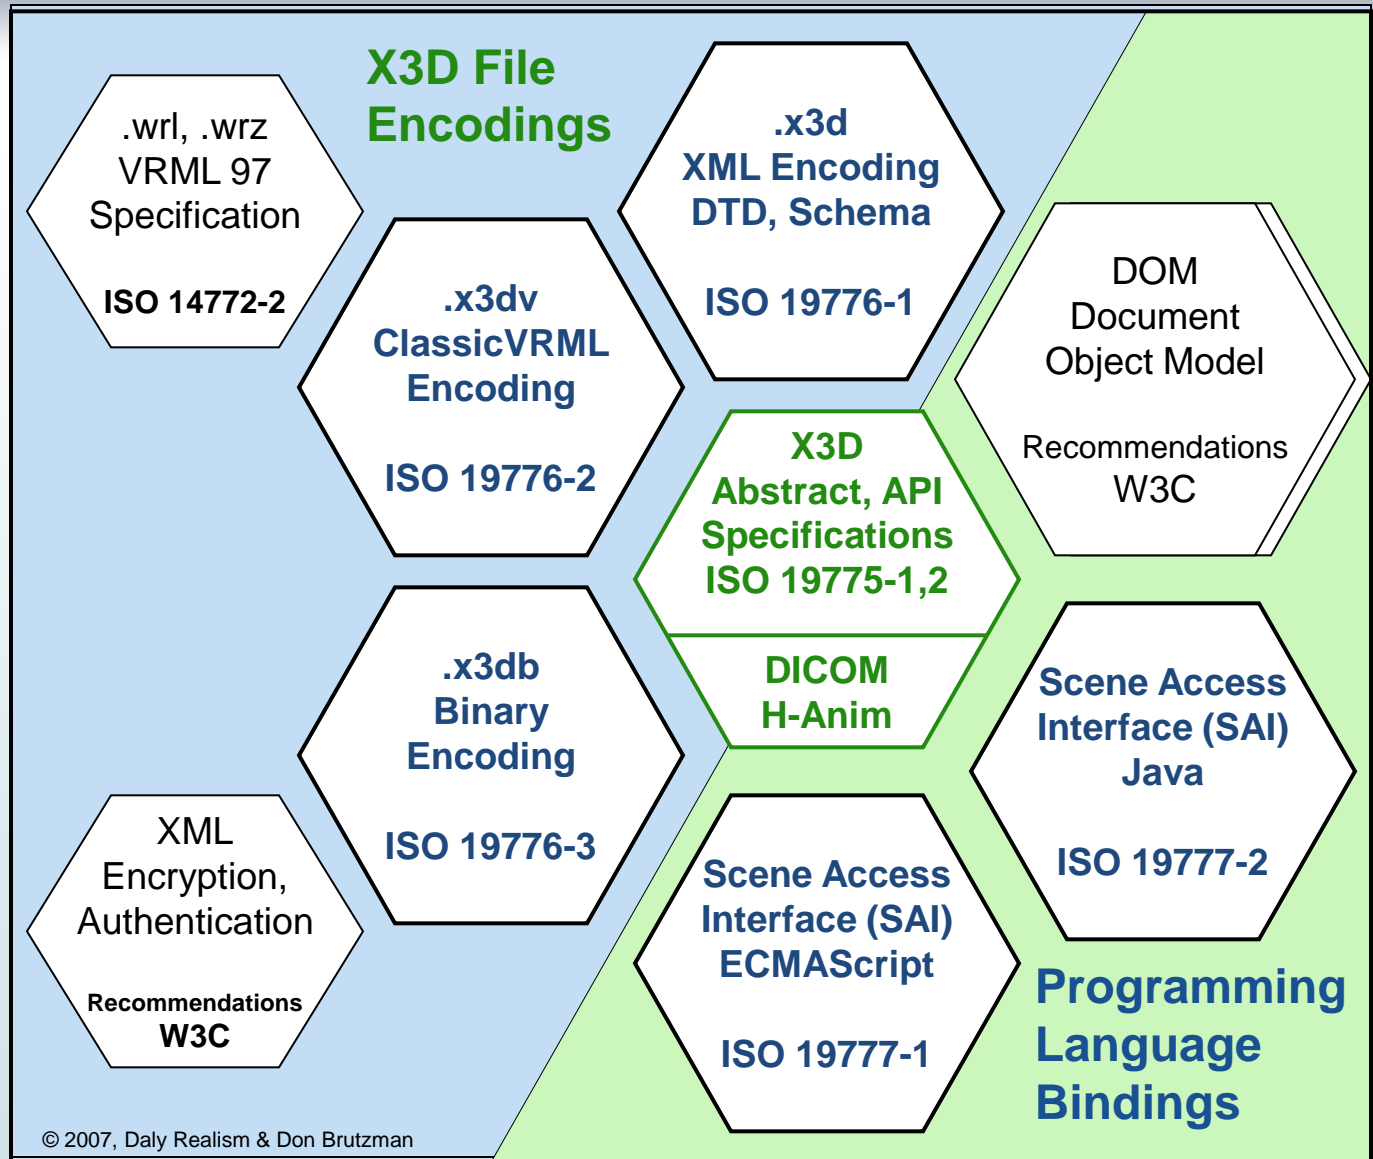 X3D File
Encodings
.wrl, .wrz
VRML 97
Specification
ISO 14772-2
.x3d
XML Encoding
DTD, Schema
ISO 19776-1
.x3dv
ClassicVRML
Encoding
ISO 19776-2
DOM
Document
Object Model
Recommendations
W3C
X3D
Abstract, API
Specifications
ISO 19775-1,2
DICOM
H-Anim
.x3db
Binary
Encoding
ISO 19776-3
Scene Access
Interface (SAI)
Java
ISO 19777-2
XML
Encryption,
Authentication
Recommendations
W3C
Scene Access
Interface (SAI)
ECMAScript
ISO 19777-1
Programming
Language
Bindings
© 2007, Daly Realism & Don Brutzman